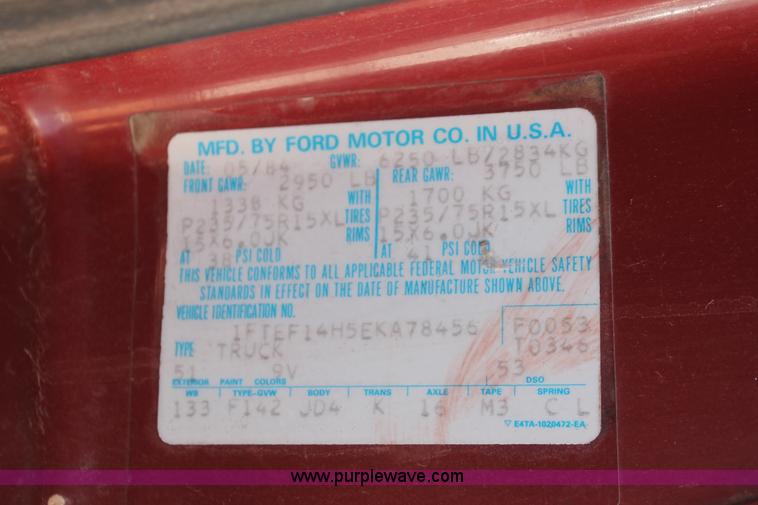 MFD. BY FORD MOTOR CO. IN U.S.A.
DATE: 05/84 GVWR: 6250 LB/2834KG
FRONT GAWR: 2950 LB REAR GAWR: 3750 LB
1338 KG WITH 1700 KG WITH
P235/75R15XL TIRES P235/75R15XL TIRES
15X6.0JK RIMS 15X6.0JK RIMS
AT 38 PSI COLD AT 41 PSI COLD
THIS VEHICLE CONFORMS TO ALL APPLICABLE FEDERAL MOTOR VEHICLE SAFETY
STANDARDS IN EFFECT ON THE DATE OF MANUFACTURE SHOWN ABOVE.
VEHICLE IDENTIFICATION NO.
1FTEF14H5EKA78456 F0053
TYPE TRUCK T0346
51 9V 53
EXTERIOR PAINT COLORS DSO
WB TYPE-GVW BODY TRANS AXLE TAPE SPRING
133 F142 JD4 K 16 M3 C L
▽ E4TA-1020472-EA
www.purplewave.com